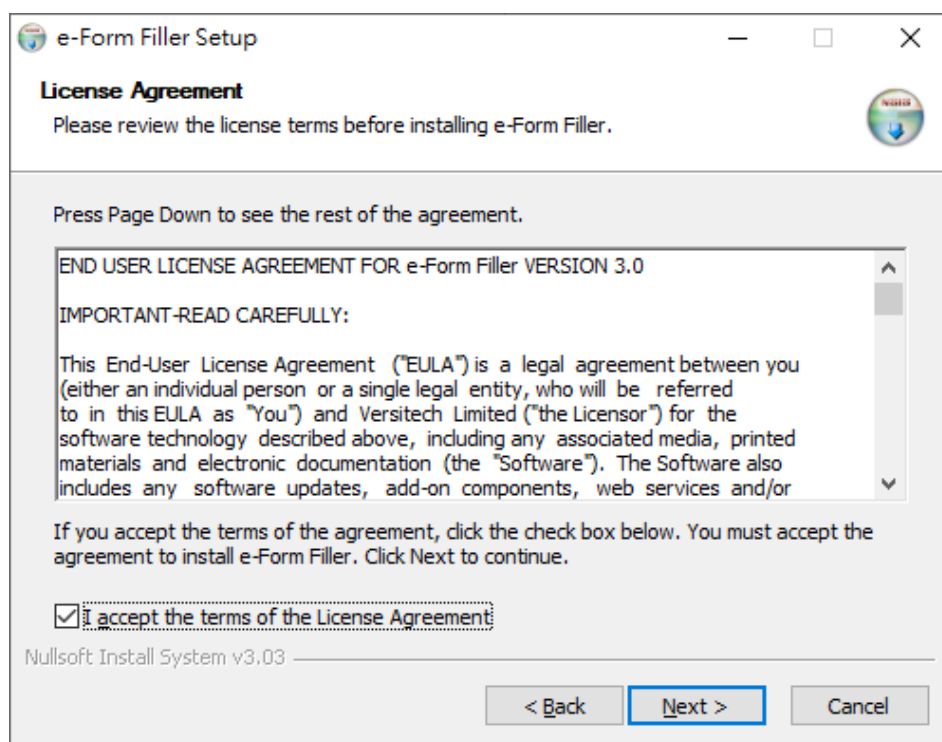 e-Form Filler Setup
License Agreement
Please review the license terms before installing e-Form Filler.
Press Page Down to see the rest of the agreement.
END USER LICENSE AGREEMENT FOR e-Form Filler VERSION 3.0
IMPORTANT-READ CAREFULLY:
This End-User License Agreement ("EULA") is a legal agreement between you
(either an individual person or a single legal entity, who will be referred
to in this EULA as "You") and Versitech Limited ("the Licensor") for the
software technology described above, including any associated media, printed
materials and electronic documentation (the "Software"). The Software also
includes any software updates, add-on components, web services and/or
If you accept the terms of the agreement, click the check box below. You must accept the
agreement to install e-Form Filler. Click Next to continue.
I accept the terms of the License Agreement
Nullsoft Install System v3.03
< Back Next > Cancel